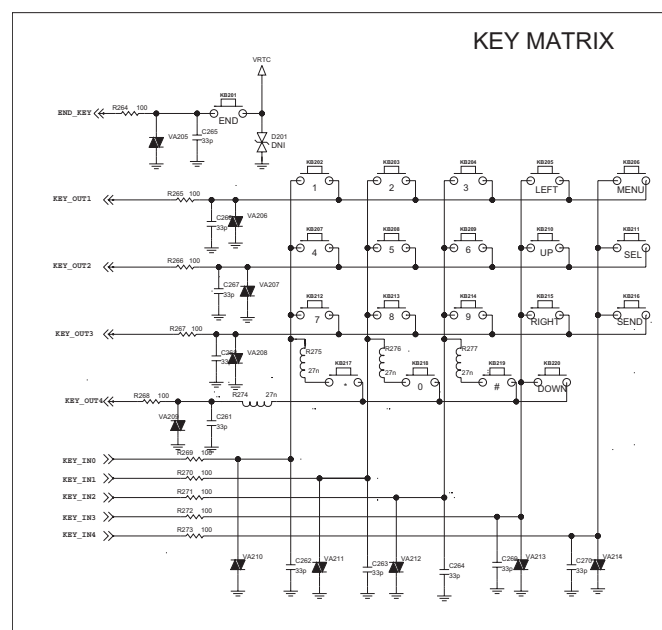 KEY MATRIX
VRTC
KB201
R264 100
END_KEY
END
VA205
C265
33p
D201
DNI
KB202 KB203 KB204 KB205 KB206
1 2 3 LEFT MENU
R265 100
KEY_OUT1
VA206
33p
KB207 KB208 KB209 KB210 KB211
4 5 6 UP SEL
R266 100
KEY_OUT2
C267
33p
VA207
KB212 KB213 KB214 KB215 KB216
7 8 9 RIGHT SEND
R267 100
KEY_OUT3
VA208
33p
R275 R276 R277
27n 27n 27n
KB217 KB218 KB219 KB220
* 0 # DOWN
R268 100
R274 27n
KEY_OUT4
VA209
C261
33p
R269 100
KEY_IN0
R270 100
KEY_IN1
R271 100
KEY_IN2
R272 100
KEY_IN3
R273 100
KEY_IN4
VA210
C262
33p
VA211
C263
33p
VA212
C264
33p
C269
33p
VA213
C270
33p
VA214